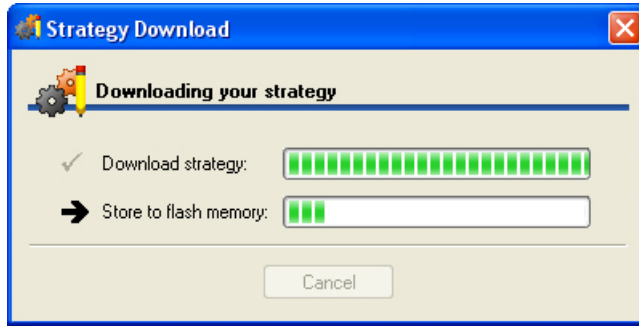 Strategy Download
Downloading your strategy
Download strategy:
Store to flash memory:
Cancel